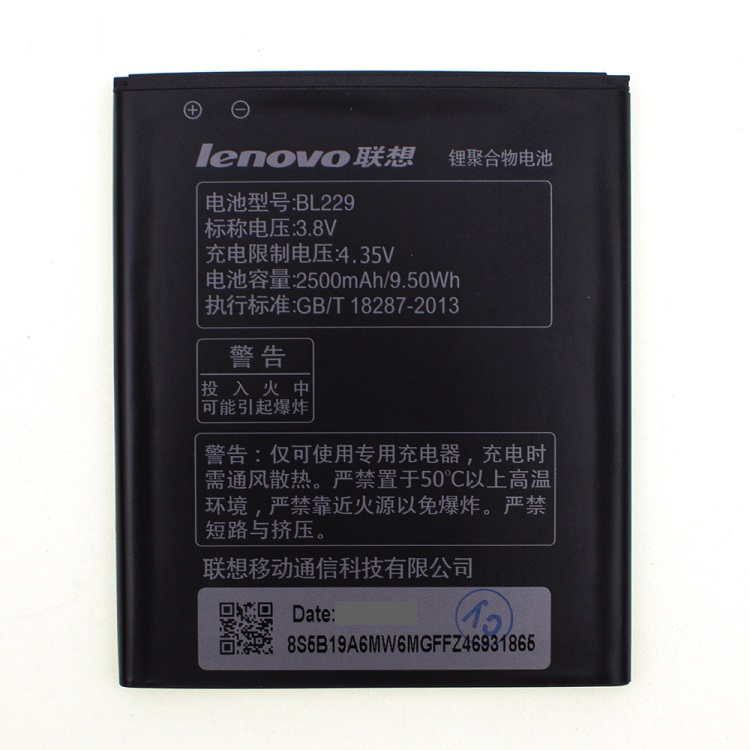 ⊕ ⊖
lenovo联想 锂聚合物电池
电池型号:BL229
标称电压:3.8V
充电限制电压:4.35V
电池容量:2500mAh/9.50Wh
执行标准:GB/T 18287-2013
警告
投入火中
可能引起爆炸
警告：仅可使用专用充电器，充电时
需通风散热。严禁置于50°C以上高温
环境，严禁靠近火源以免爆炸。严禁
短路与挤压。
联想移动通信科技有限公司
Date:
8S5B19A6MW6MGFFZ46931865